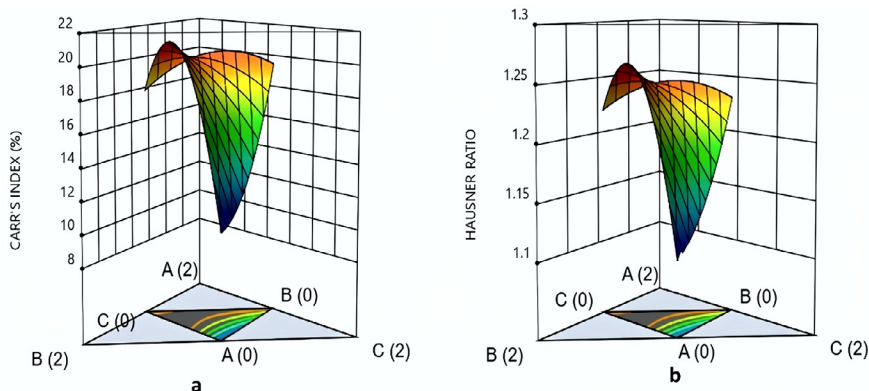 22
20
18
16
14
12
10
8
CARR'S INDEX (%)
A (2)
B (0)
C (0)
B (2)
A (0)
C (2)
a
1.3
1.25
1.2
1.15
1.1
HAUSNER RATIO
A (2)
C (0)
B (0)
B (2)
A (0)
C (2)
b